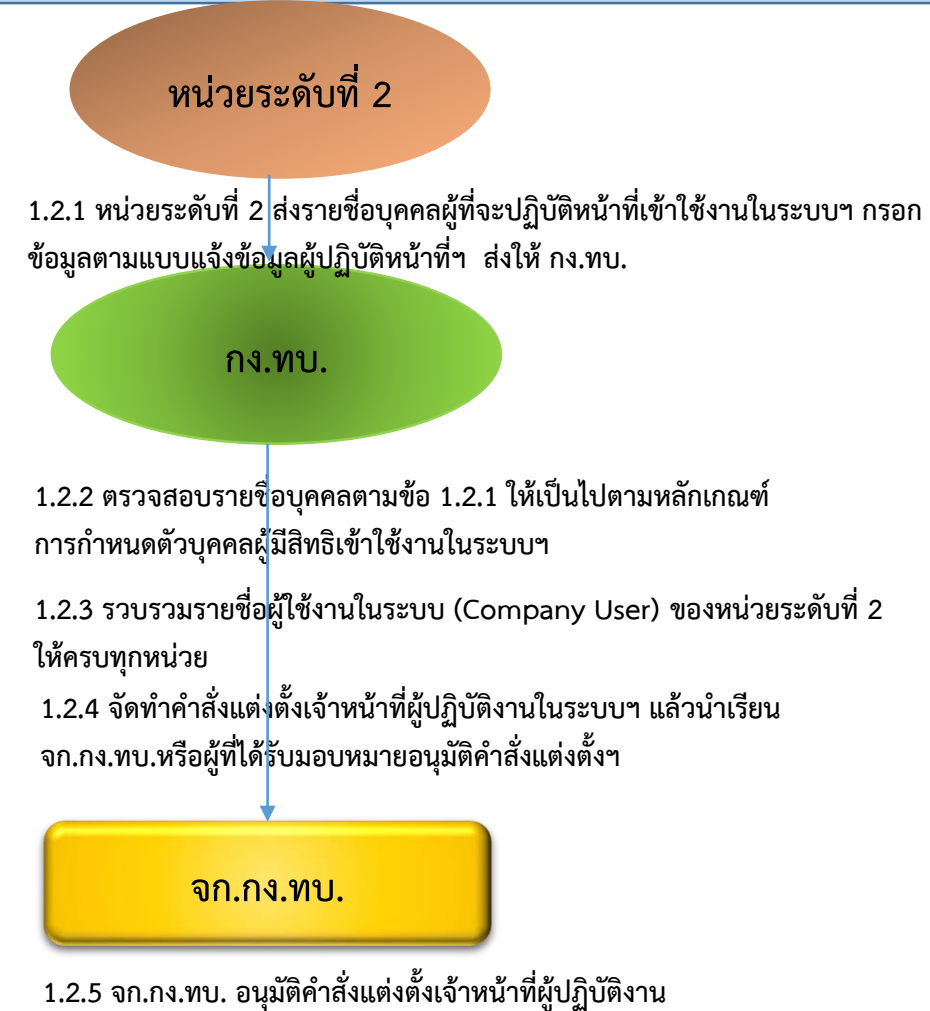 หน่วยระดับที่ 2
1.2.1 หน่วยระดับที่ 2 ส่งรายชื่อบุคคลผู้ที่จะปฏิบัติหน้าที่เข้าใช้งานในระบบฯ กรอก
ข้อมูลตามแบบแจ้งข้อมูลผู้ปฏิบัติหน้าที่ฯ ส่งให้ กง.ทบ.
กง.ทบ.
1.2.2 ตรวจสอบรายชื่อบุคคลตามข้อ 1.2.1 ให้เป็นไปตามหลักเกณฑ์
การกำหนดตัวบุคคลผู้มีสิทธิเข้าใช้งานในระบบฯ
1.2.3 รวบรวมรายชื่อผู้ใช้งานในระบบ (Company User) ของหน่วยระดับที่ 2
ให้ครบทุกหน่วย
1.2.4 จัดทำคำสั่งแต่งตั้งเจ้าหน้าที่ผู้ปฏิบัติงานในระบบฯ แล้วนำเรียน
จก.กง.ทบ.หรือผู้ที่ได้รับมอบหมายอนุมัติคำสั่งแต่งตั้งฯ
จก.กง.ทบ.
1.2.5 จก.กง.ทบ. อนุมัติคำสั่งแต่งตั้งเจ้าหน้าที่ผู้ปฏิบัติงาน